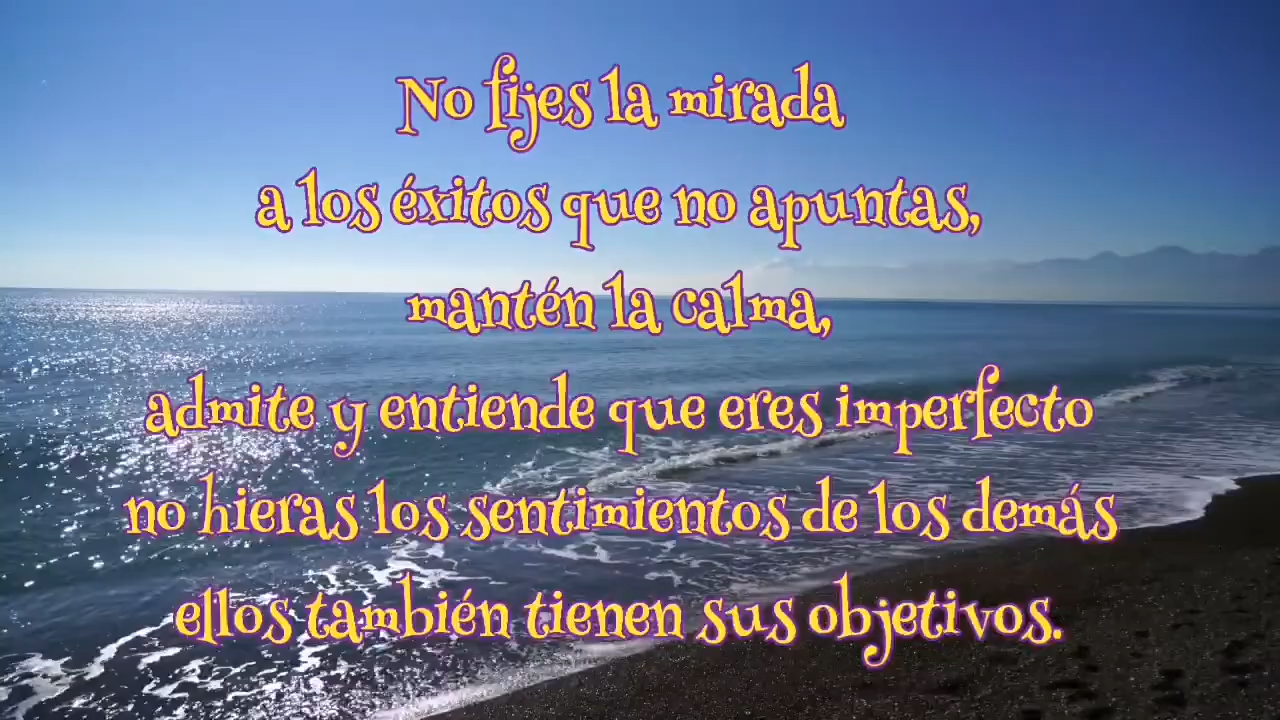 No fijes la mirada
a los éxitos que no apuntas,
mantén la calma,
admite y entiende que eres imperfecto
no hieras los sentimientos de los demás
ellos también tienen sus objetivos.